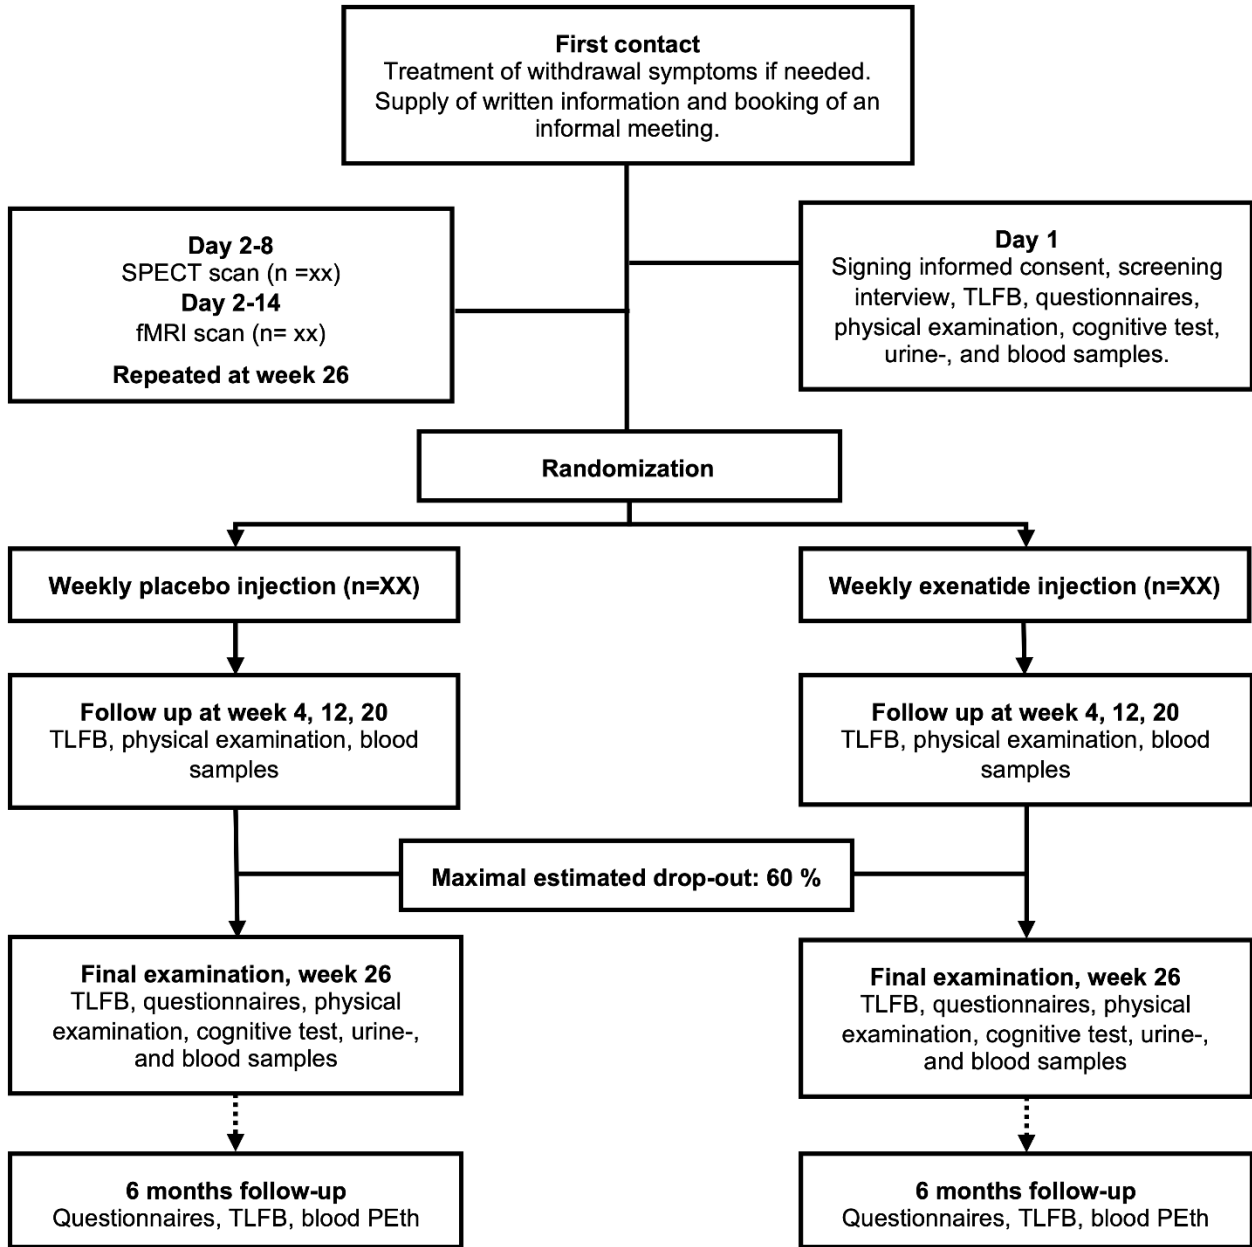 First contact
Treatment of withdrawal symptoms if needed.
Supply of written information and booking of an
informal meeting.
Day 2-8
SPECT scan (n =xx)
Day 2-14
fMRI scan (n= xx)
Repeated at week 26
Day 1
Signing informed consent, screening
interview, TLFB, questionnaires,
physical examination, cognitive test,
urine-, and blood samples.
Randomization
Weekly placebo injection (n=XX)
Weekly exenatide injection (n=XX)
Follow up at week 4, 12, 20
TLFB, physical examination, blood
samples
Follow up at week 4, 12, 20
TLFB, physical examination, blood
samples
Maximal estimated drop-out: 60 %
Final examination, week 26
TLFB, questionnaires, physical
examination, cognitive test, urine-,
and blood samples
Final examination, week 26
TLFB, questionnaires, physical
examination, cognitive test, urine-,
and blood samples
6 months follow-up
Questionnaires, TLFB, blood PEth
6 months follow-up
Questionnaires, TLFB, blood PEth